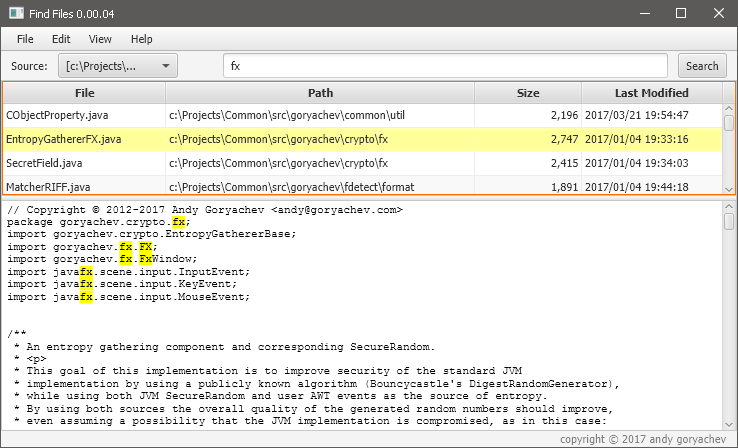 Find Files 0.00.04
File Edit View Help
Source: [c:\Projects\... fx Search
File Path Size Last Modified
CObjectProperty.java c:\Projects\Common\src\goryachev\common\util 2,196 2017/03/21 19:54:47
EntropyGathererFX.java c:\Projects\Common\src\goryachev\crypto\fx 2,747 2017/01/04 19:33:16
SecretField.java c:\Projects\Common\src\goryachev\crypto\fx 2,415 2017/01/04 19:34:03
MatcherRIFF.java c:\Projects\Common\src\goryachev\fdetect\format 1,891 2017/01/04 19:44:18
// Copyright © 2012-2017 Andy Goryachev <andy@goryachev.com>
package goryachev.crypto.fx;
import goryachev.crypto.EntropyGathererBase;
import goryachev.fx.FX;
import goryachev.fx.FxWindow;
import javafx.scene.input.InputEvent;
import javafx.scene.input.KeyEvent;
import javafx.scene.input.MouseEvent;
/**
* An entropy gathering component and corresponding SecureRandom.
* <p>
* This goal of this implementation is to improve security of the standard JVM
* implementation by using a publicly known algorithm (Bouncycastle's DigestRandomGenerator),
* while using both JVM SecureRandom and user AWT events as the source of entropy.
* By using both sources the overall quality of the generated random numbers should improve,
* even assuming a possibility that the JVM implementation is compromised, as in this case:
copyright © 2017 andy goryachev